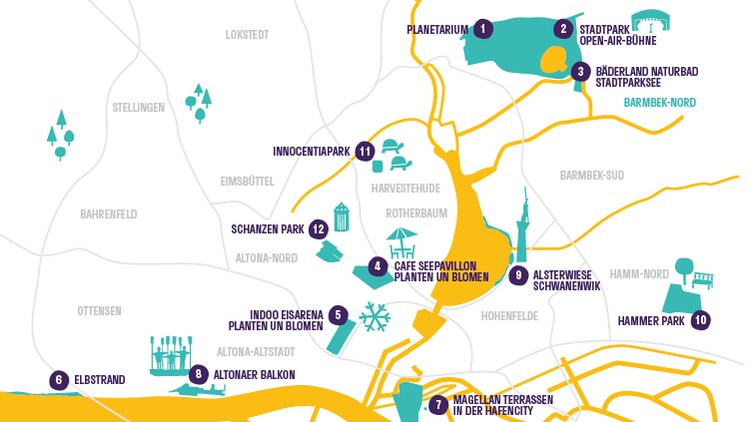 LOKSTEDT
PLANETARIUM 1
2 STADTPARK
OPEN-AIR-BÜHNE
3 BÄDERLAND NATURBAD
STADTPARKSEE
BARMBEK-NORD
STELLINGEN
INNOCENTIAPARK 11
EIMSBÜTTEL
HARVESTEHUDE
BARMBEK-SUD
BAHRENFELD
ROTHERBAUM
SCHANZEN PARK 12
ALTONA-NORD
4 CAFE SEEPAVILLON
PLANTEN UN BLOMEN
9 ALSTERWIESE
SCHWANENWIK
HAMM-NORD
OTTENSEN
INDOO EISARENA 5
PLANTEN UN BLOMEN
HOHENFELDE
HAMMER PARK 10
ALTONA-ALTSTADT
6 ELBSTRAND
8 ALTONAER BALKON
7 MAGELLAN TERRASSEN
IN DER HAFENCITY